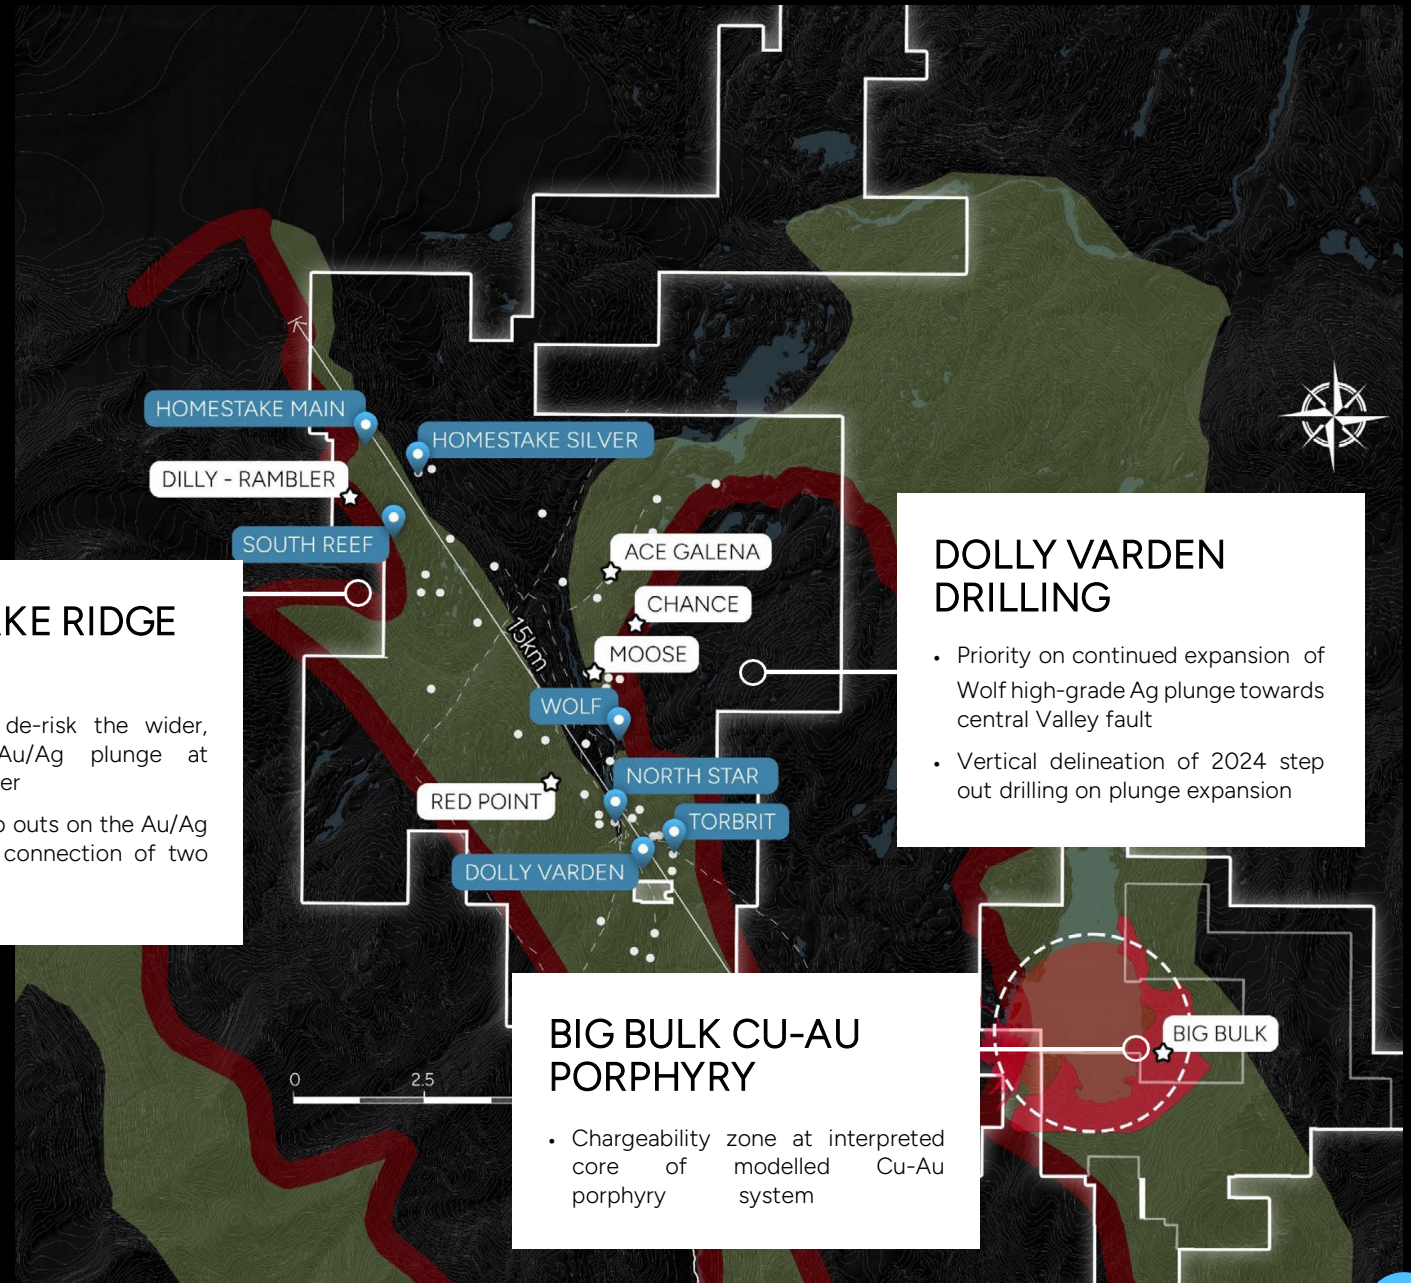 HOMESTAKE MAIN
HOMESTAKE SILVER
DILLY - RAMBLER
SOUTH REEF
ACE GALENA
CHANCE
MOOSE
15km
WOLF
NORTH STAR
RED POINT
TORBRIT
DOLLY VARDEN
KE RIDGE
de-risk the wider,
Au/Ag plunge at
er
outs on the Au/Ag
connection of two
DOLLY VARDEN
DRILLING
• Priority on continued expansion of
Wolf high-grade Ag plunge towards
central Valley fault
• Vertical delineation of 2024 step
out drilling on plunge expansion
BIG BULK
0 2.5
BIG BULK CU-AU
PORPHYRY
• Chargeability zone at interpreted
core of modelled Cu-Au
porphyry system